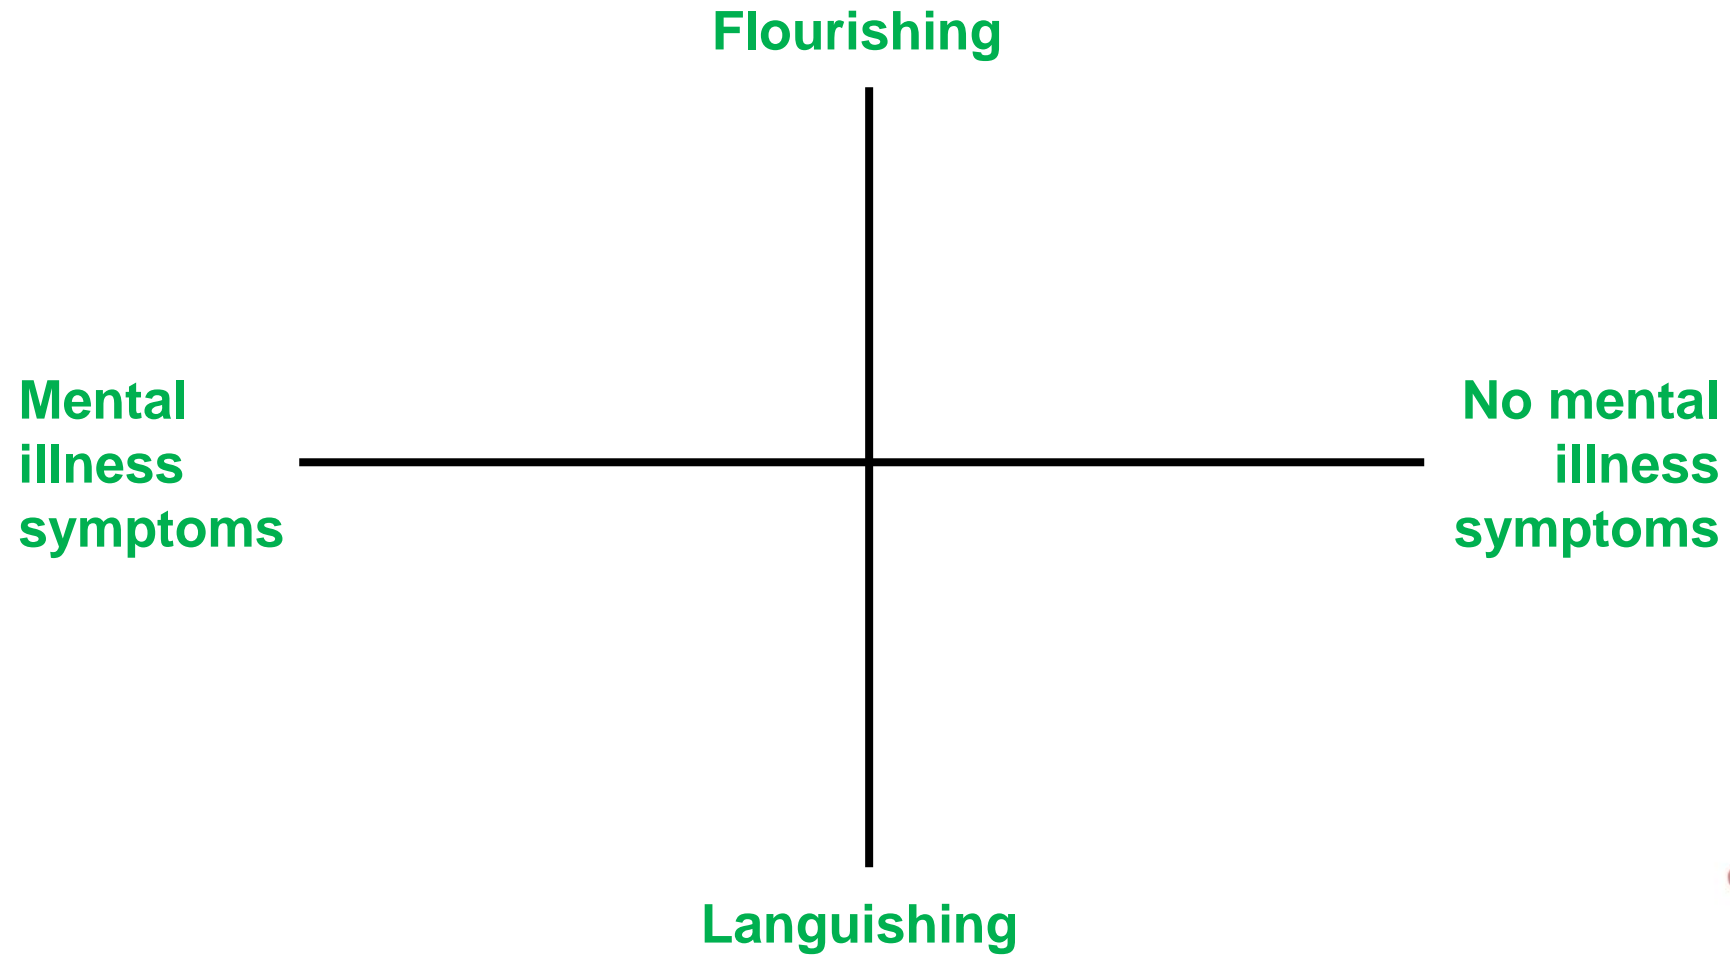 Flourishing
Mental
illness
symptoms
No mental
illness
symptoms
Languishing